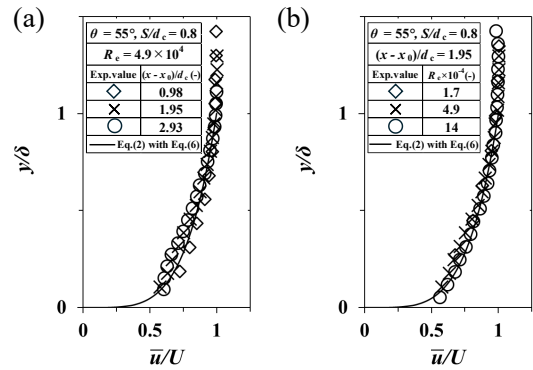 (a)
θ = 55°, S/dc = 0.8
Re = 4.9×10⁴
Exp.value (x - x0)/dc (-)
0.98
1.95
2.93
Eq.(2) with Eq.(6)
y/δ
1
0
0 0.5 1
u̅/U
(b)
θ = 55°, S/dc = 0.8
(x - x0)/dc = 1.95
Exp.value Re×10⁻⁴(-)
1.7
4.9
14
Eq.(2) with Eq.(6)
y/δ
1
0
0 0.5 1
u̅/U